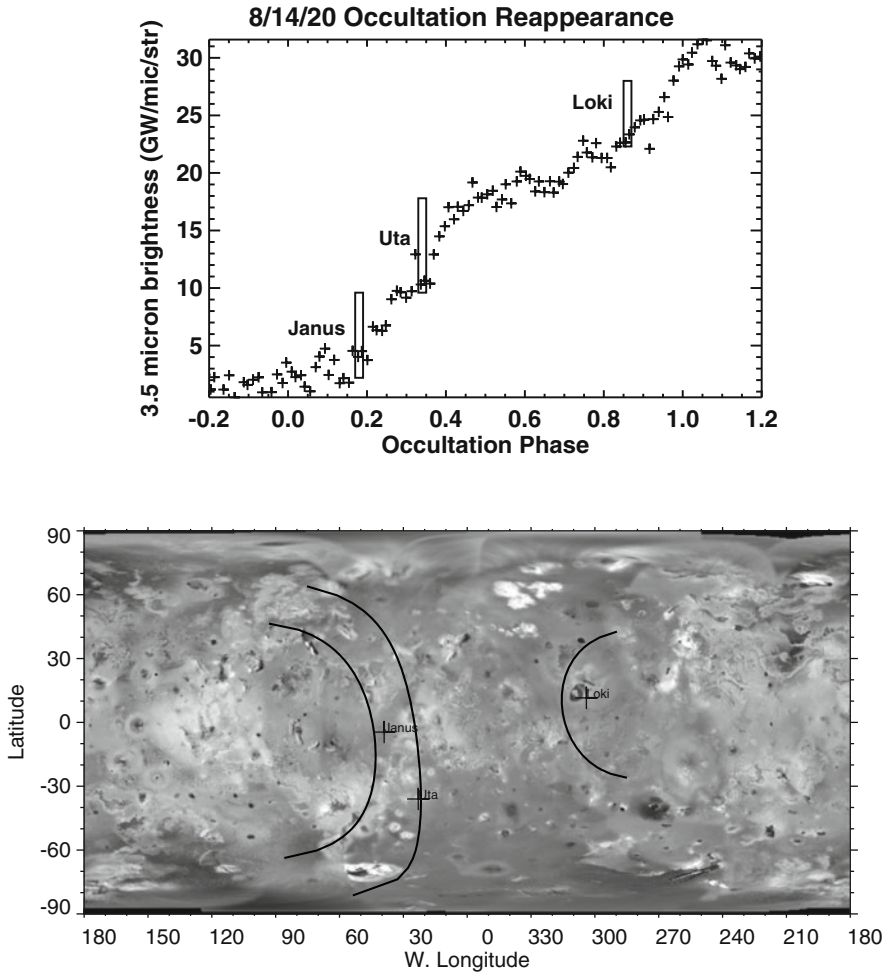 8/14/20 Occultation Reappearance
3.5 micron brightness (GW/mic/str)
30
25
20
15
10
5
Loki
Uta
Janus
-0.2 0.0 0.2 0.4 0.6 0.8 1.0 1.2
Occultation Phase
Latitude
90
60
30
0
-30
-60
-90
Loki
Janus
Uta
180 150 120 90 60 30 0 330 300 270 240 210 180
W. Longitude